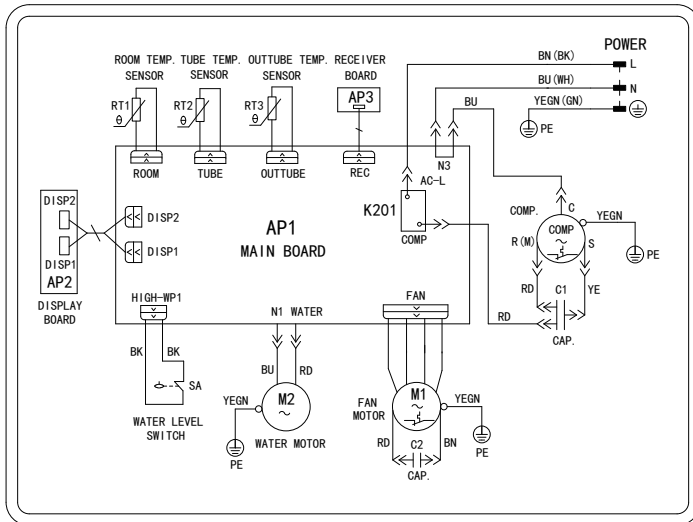 POWER
ROOM TEMP. TUBE TEMP. OUTTUBE TEMP. RECEIVER
SENSOR SENSOR SENSOR BOARD
BN(BK) L
BU(WH) N
YEGN(GN)
PE
RT1 θ RT2 θ RT3 θ AP3
BU
ROOM TUBE OUTTUBE REC
N3
AC-L
K201
COMP
AP1
MAIN BOARD
DISP2
DISP1
AP2
DISPLAY
BOARD
DISP2
DISP1
COMP.
C
COMP
YEGN
PE
R(M) S
RD YE
C1
RD
CAP.
HIGH-WP1
N1 WATER
FAN
BK BK
SA
WATER LEVEL
SWITCH
BU RD
YEGN
M2
PE
WATER MOTOR
FAN
MOTOR
M1
YEGN
PE
RD BN
C2
CAP.